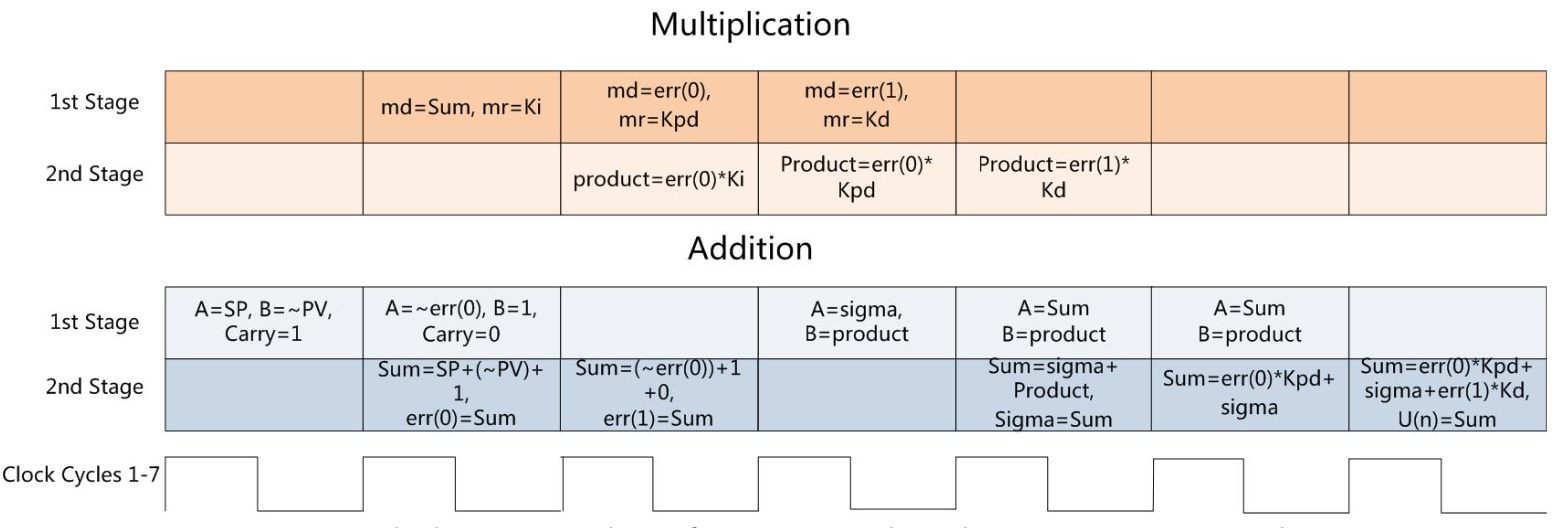 Multiplication
1st Stage
md=Sum, mr=Ki
md=err(0),
mr=Kpd
md=err(1),
mr=Kd
2nd Stage
product=err(0)*Ki
Product=err(0)*
Kpd
Product=err(1)*
Kd
Addition
1st Stage
A=SP, B=~PV,
Carry=1
A=~err(0), B=1,
Carry=0
A=sigma,
B=product
A=Sum
B=product
A=Sum
B=product
2nd Stage
Sum=SP+(~PV)+
1,
err(0)=Sum
Sum=(~err(0))+1
+0,
err(1)=Sum
Sum=sigma+
Product,
Sigma=Sum
Sum=err(0)*Kpd+
sigma
Sum=err(0)*Kpd+
sigma+err(1)*Kd,
U(n)=Sum
Clock Cycles 1-7